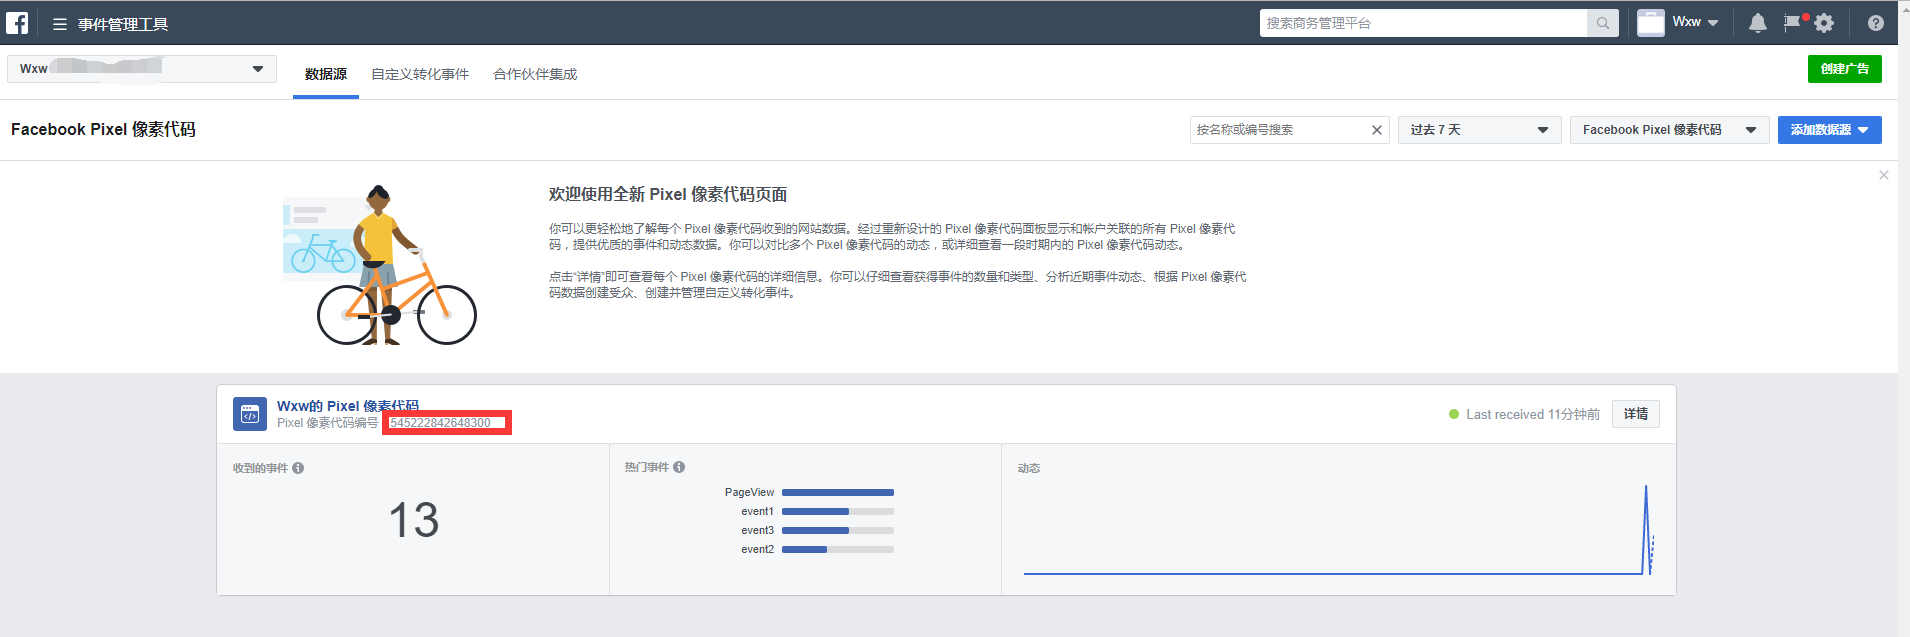 事件管理工具
搜索商务管理平台
Wxw
Wxw
数据源
自定义转化事件
合作伙伴集成
创建广告
Facebook Pixel 像素代码
按名称或编号搜索
过去 7 天
Facebook Pixel 像素代码
添加数据源
欢迎使用全新 Pixel 像素代码页面
你可以更轻松地了解每个 Pixel 像素代码收到的网站数据。经过重新设计的 Pixel 像素代码面板显示和帐户关联的所有 Pixel 像素代
码，提供优质的事件和动态数据。你可以对比多个 Pixel 像素代码的动态，或详细查看一段时期内的 Pixel 像素代码动态。
点击“详情”即可查看每个 Pixel 像素代码的详细信息。你可以仔细查看获得事件的数量和类型、分析近期事件动态、根据 Pixel 像素代
码数据创建受众、创建并管理自定义转化事件。
Wxw的 Pixel 像素代码
Pixel 像素代码编号 545222842648300
Last received 11分钟前
详情
收到的事件
13
热门事件
PageView
event1
event3
event2
动态